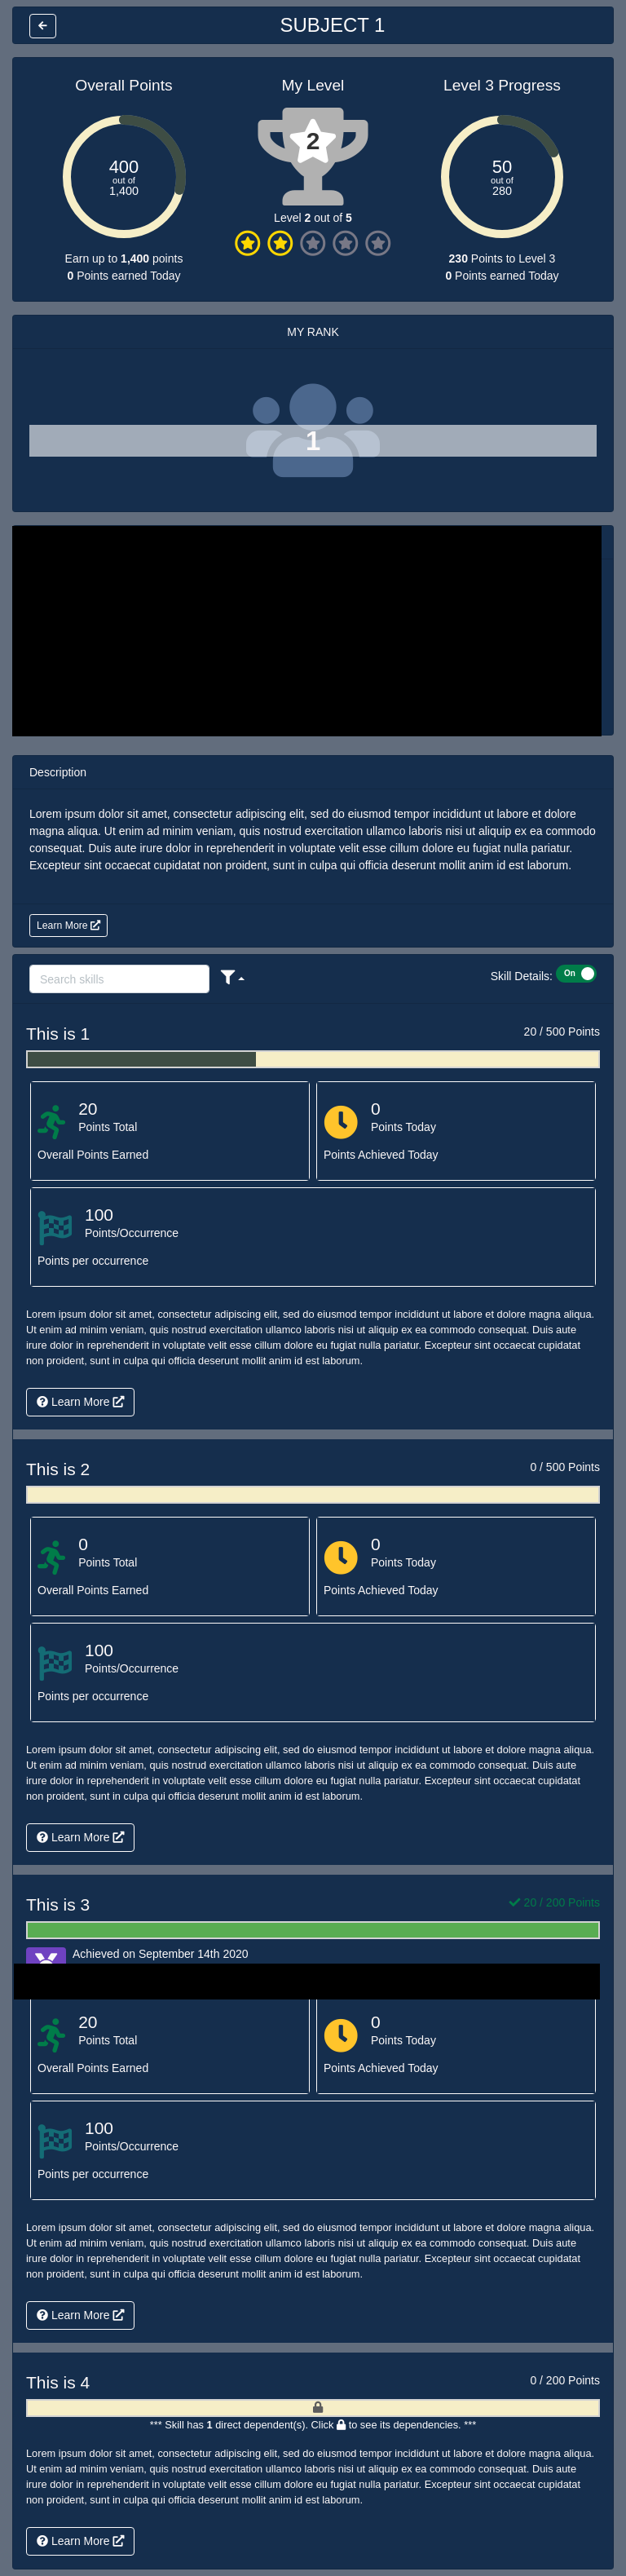 SUBJECT 1
Overall Points
400
out of
1,400
Earn up to 1,400 points
0 Points earned Today
My Level
2
Level 2 out of 5
Level 3 Progress
50
out of
280
230 Points to Level 3
0 Points earned Today
MY RANK
1
Description
Lorem ipsum dolor sit amet, consectetur adipiscing elit, sed do eiusmod tempor incididunt ut labore et dolore
magna aliqua. Ut enim ad minim veniam, quis nostrud exercitation ullamco laboris nisi ut aliquip ex ea commodo
consequat. Duis aute irure dolor in reprehenderit in voluptate velit esse cillum dolore eu fugiat nulla pariatur.
Excepteur sint occaecat cupidatat non proident, sunt in culpa qui officia deserunt mollit anim id est laborum.
Learn More
Search skills
Skill Details: On
This is 1
20 / 500 Points
20
Points Total
Overall Points Earned
0
Points Today
Points Achieved Today
100
Points/Occurrence
Points per occurrence
Lorem ipsum dolor sit amet, consectetur adipiscing elit, sed do eiusmod tempor incididunt ut labore et dolore magna aliqua.
Ut enim ad minim veniam, quis nostrud exercitation ullamco laboris nisi ut aliquip ex ea commodo consequat. Duis aute
irure dolor in reprehenderit in voluptate velit esse cillum dolore eu fugiat nulla pariatur. Excepteur sint occaecat cupidatat
non proident, sunt in culpa qui officia deserunt mollit anim id est laborum.
Learn More
This is 2
0 / 500 Points
0
Points Total
Overall Points Earned
0
Points Today
Points Achieved Today
100
Points/Occurrence
Points per occurrence
Lorem ipsum dolor sit amet, consectetur adipiscing elit, sed do eiusmod tempor incididunt ut labore et dolore magna aliqua.
Ut enim ad minim veniam, quis nostrud exercitation ullamco laboris nisi ut aliquip ex ea commodo consequat. Duis aute
irure dolor in reprehenderit in voluptate velit esse cillum dolore eu fugiat nulla pariatur. Excepteur sint occaecat cupidatat
non proident, sunt in culpa qui officia deserunt mollit anim id est laborum.
Learn More
This is 3
20 / 200 Points
Achieved on September 14th 2020
20
Points Total
Overall Points Earned
0
Points Today
Points Achieved Today
100
Points/Occurrence
Points per occurrence
Lorem ipsum dolor sit amet, consectetur adipiscing elit, sed do eiusmod tempor incididunt ut labore et dolore magna aliqua.
Ut enim ad minim veniam, quis nostrud exercitation ullamco laboris nisi ut aliquip ex ea commodo consequat. Duis aute
irure dolor in reprehenderit in voluptate velit esse cillum dolore eu fugiat nulla pariatur. Excepteur sint occaecat cupidatat
non proident, sunt in culpa qui officia deserunt mollit anim id est laborum.
Learn More
This is 4
0 / 200 Points
*** Skill has 1 direct dependent(s). Click to see its dependencies. ***
Lorem ipsum dolor sit amet, consectetur adipiscing elit, sed do eiusmod tempor incididunt ut labore et dolore magna aliqua.
Ut enim ad minim veniam, quis nostrud exercitation ullamco laboris nisi ut aliquip ex ea commodo consequat. Duis aute
irure dolor in reprehenderit in voluptate velit esse cillum dolore eu fugiat nulla pariatur. Excepteur sint occaecat cupidatat
non proident, sunt in culpa qui officia deserunt mollit anim id est laborum.
Learn More